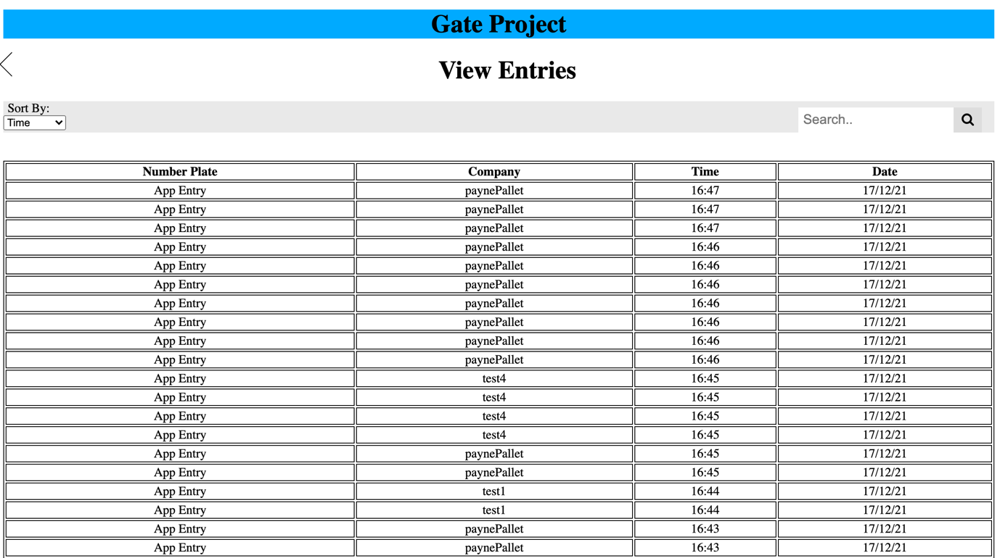 Gate Project
View Entries
Sort By:
Time
Search..
Number Plate Company Time Date
App Entry paynePallet 16:47 17/12/21
App Entry paynePallet 16:47 17/12/21
App Entry paynePallet 16:47 17/12/21
App Entry paynePallet 16:46 17/12/21
App Entry paynePallet 16:46 17/12/21
App Entry paynePallet 16:46 17/12/21
App Entry paynePallet 16:46 17/12/21
App Entry paynePallet 16:46 17/12/21
App Entry paynePallet 16:46 17/12/21
App Entry paynePallet 16:46 17/12/21
App Entry test4 16:45 17/12/21
App Entry test4 16:45 17/12/21
App Entry test4 16:45 17/12/21
App Entry test4 16:45 17/12/21
App Entry paynePallet 16:45 17/12/21
App Entry paynePallet 16:45 17/12/21
App Entry test1 16:44 17/12/21
App Entry test1 16:44 17/12/21
App Entry paynePallet 16:43 17/12/21
App Entry paynePallet 16:43 17/12/21